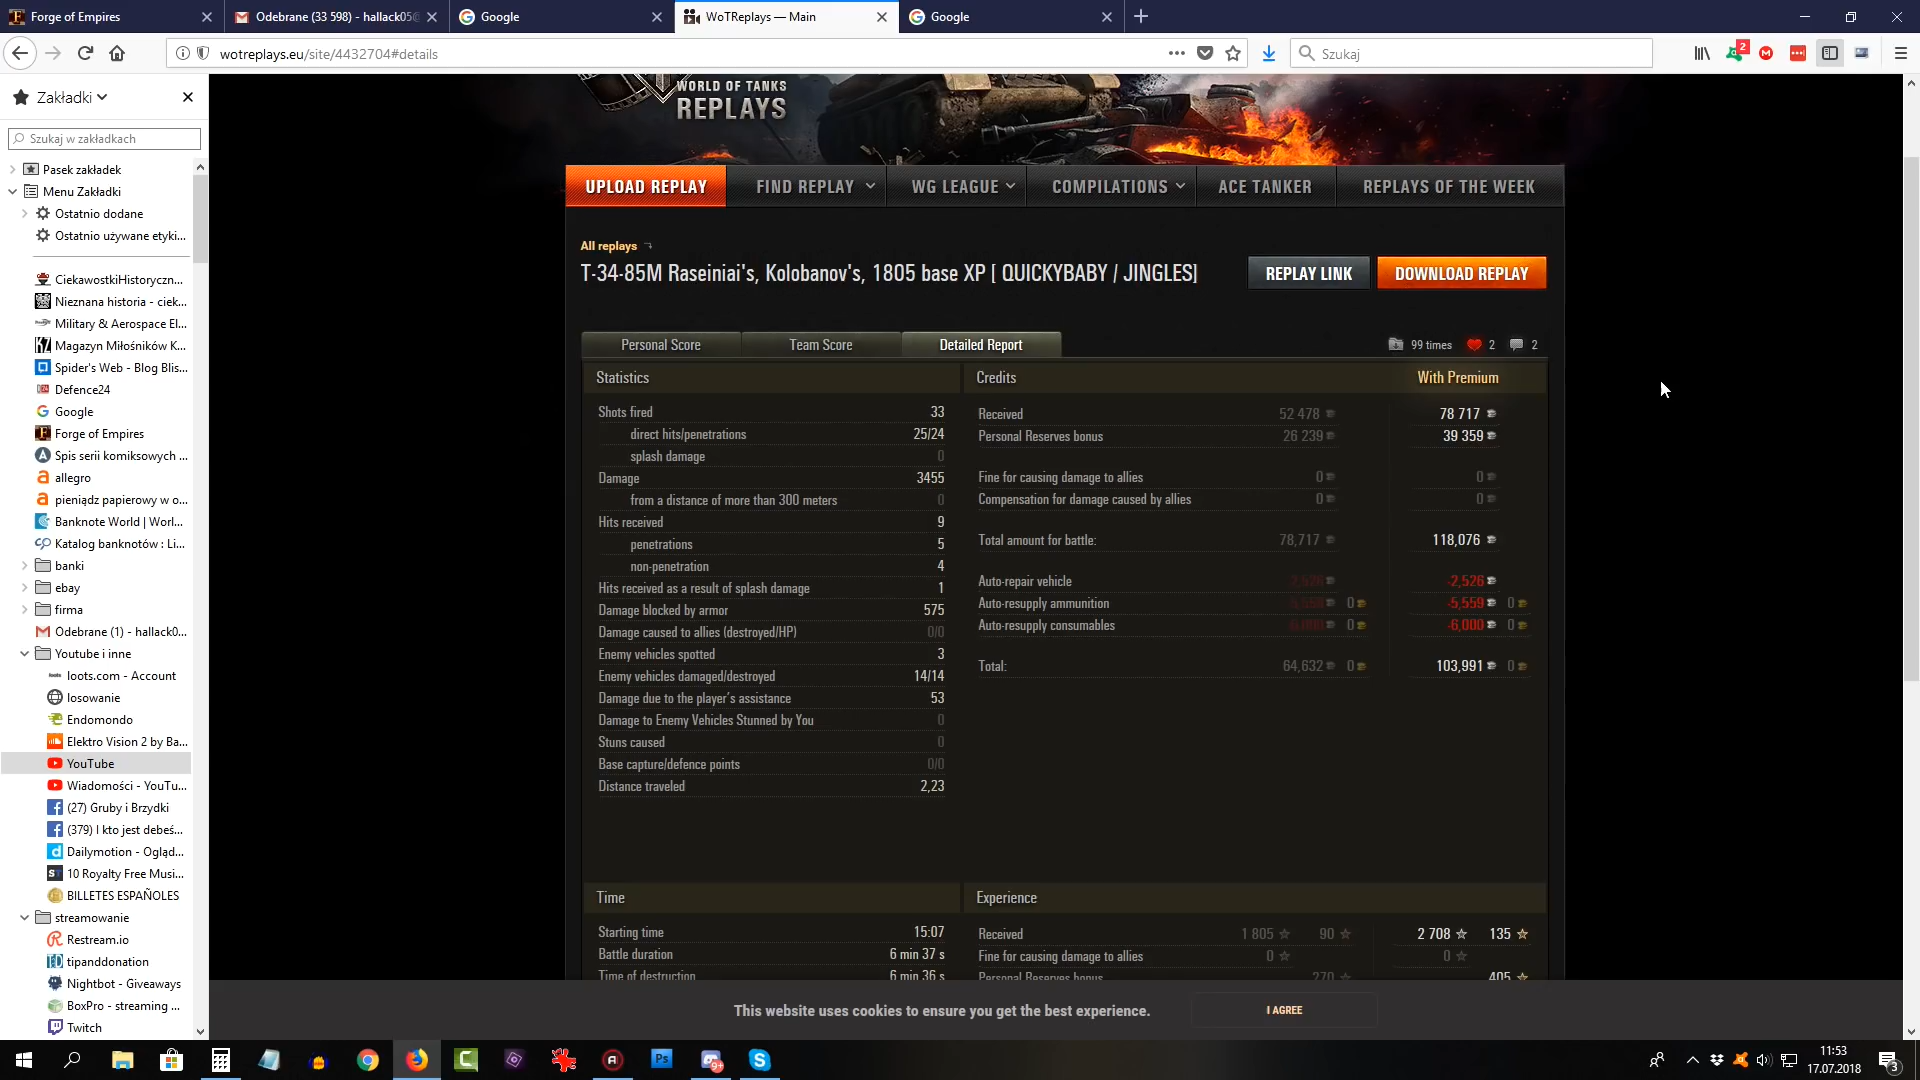 Forge of Empires
Odebrane (33 598) - hallack05@
Google
WoTReplays — Main
Google
wotreplays.eu/site/4432704#details
Szukaj
2
Zakładki
Szukaj w zakładkach
Pasek zakładek
Menu Zakładki
Ostatnio dodane
Ostatnio używane etyki...
CiekawostkiHistoryczn...
Nieznana historia - ciek...
Military & Aerospace El...
Magazyn Miłośników K...
Spider's Web - Blog Blis...
Defence24
Google
Forge of Empires
Spis serii komiksowych ...
allegro
pieniądz papierowy w o...
Banknote World | Worl...
Katalog banknotów : Li...
banki
ebay
firma
Odebrane (1) - hallack0...
Youtube i inne
loots.com - Account
losowanie
Endomondo
Elektro Vision 2 by Ba...
YouTube
Wiadomości - YouTu...
(27) Gruby i Brzydki
(379) I kto jest debeś...
Dailymotion - Ogląd...
10 Royalty Free Musi...
BILLETES ESPAÑOLES
streamowanie
Restream.io
tipanddonation
Nightbot - Giveaways
BoxPro - streaming ...
Twitch
WORLD OF TANKS
REPLAYS
UPLOAD REPLAY
FIND REPLAY
WG LEAGUE
COMPILATIONS
ACE TANKER
REPLAYS OF THE WEEK
All replays
T-34-85M Raseiniai's, Kolobanov's, 1805 base XP [ QUICKYBABY / JINGLES]
REPLAY LINK
DOWNLOAD REPLAY
Personal Score
Team Score
Detailed Report
99 times
2
2
Statistics
Shots fired 33
direct hits/penetrations 25/24
splash damage 0
Damage 3455
from a distance of more than 300 meters 0
Hits received 9
penetrations 5
non-penetration 4
Hits received as a result of splash damage 1
Damage blocked by armor 575
Damage caused to allies (destroyed/HP) 0/0
Enemy vehicles spotted 3
Enemy vehicles damaged/destroyed 14/14
Damage due to the player's assistance 53
Damage to Enemy Vehicles Stunned by You 0
Stuns caused 0
Base capture/defence points 0/0
Distance traveled 2,23
Credits With Premium
Received 52 478 78 717
Personal Reserves bonus 26 239 39 359
Fine for causing damage to allies 0 0
Compensation for damage caused by allies 0 0
Total amount for battle: 78,717 118,076
Auto-repair vehicle -2,526
Auto-resupply ammunition 0 -5,559 0
Auto-resupply consumables 0 -6,000 0
Total: 64,632 0 103,991 0
Time
Starting time 15:07
Battle duration 6 min 37 s
Time of destruction 6 min 36 s
Experience
Received 1 805 90 2 708 135
Fine for causing damage to allies 0 0
Personal Reserves bonus 270 405
This website uses cookies to ensure you get the best experience.
I AGREE
11:53
17.07.2018
3